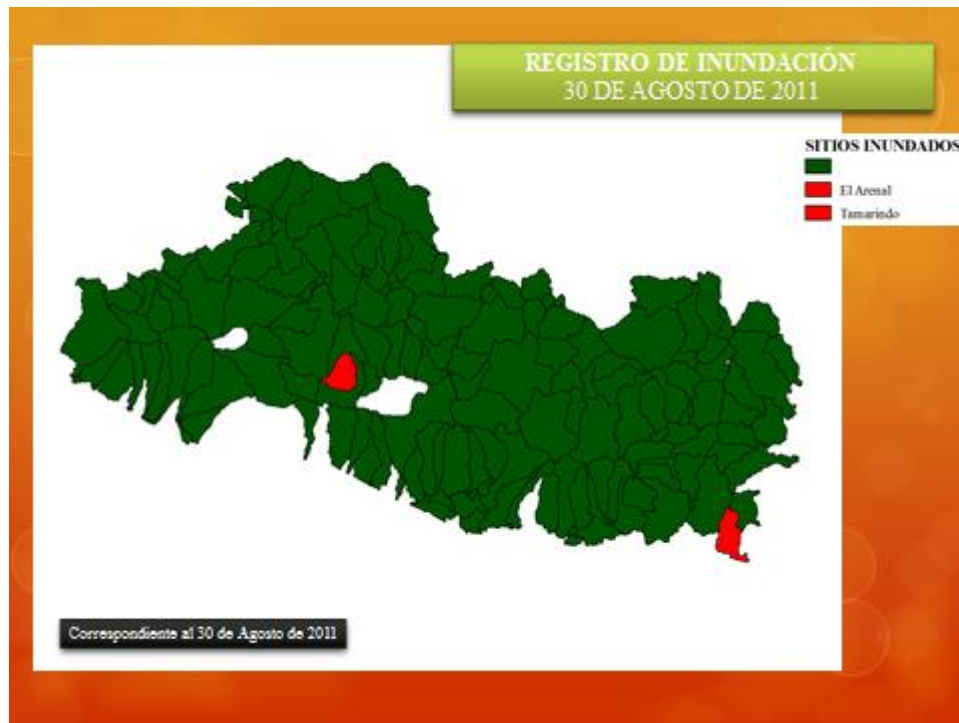 REGISTRO DE INUNDACIÓN
30 DE AGOSTO DE 2011
SITIOS INUNDADOS
El Arenal
Tamarindo
Correspondiente al 30 de Agosto de 2011